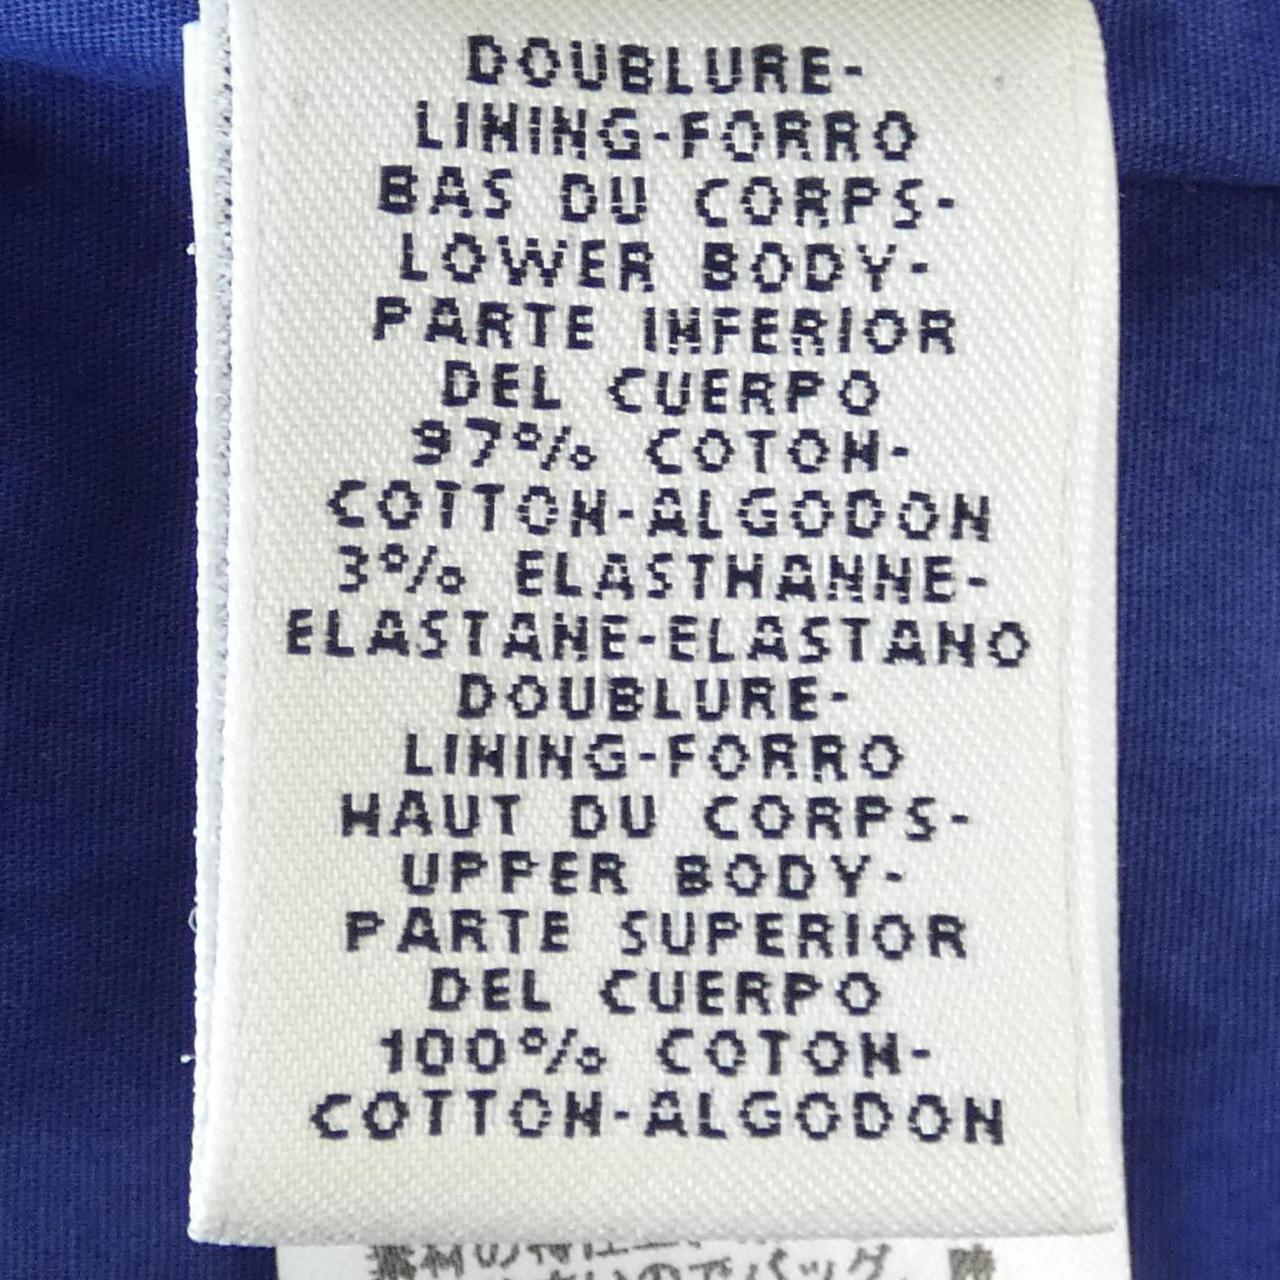 DOUBLURE-
LINING-FORRO
BAS DU CORPS-
LOWER BODY-
PARTE INFERIOR
DEL CUERPO
97% COTON-
COTTON-ALGODON
3% ELASTHANNE-
ELASTANE-ELASTANO
DOUBLURE-
LINING-FORRO
HAUT DU CORPS-
UPPER BODY-
PARTE SUPERIOR
DEL CUERPO
100% COTON-
COTTON-ALGODON